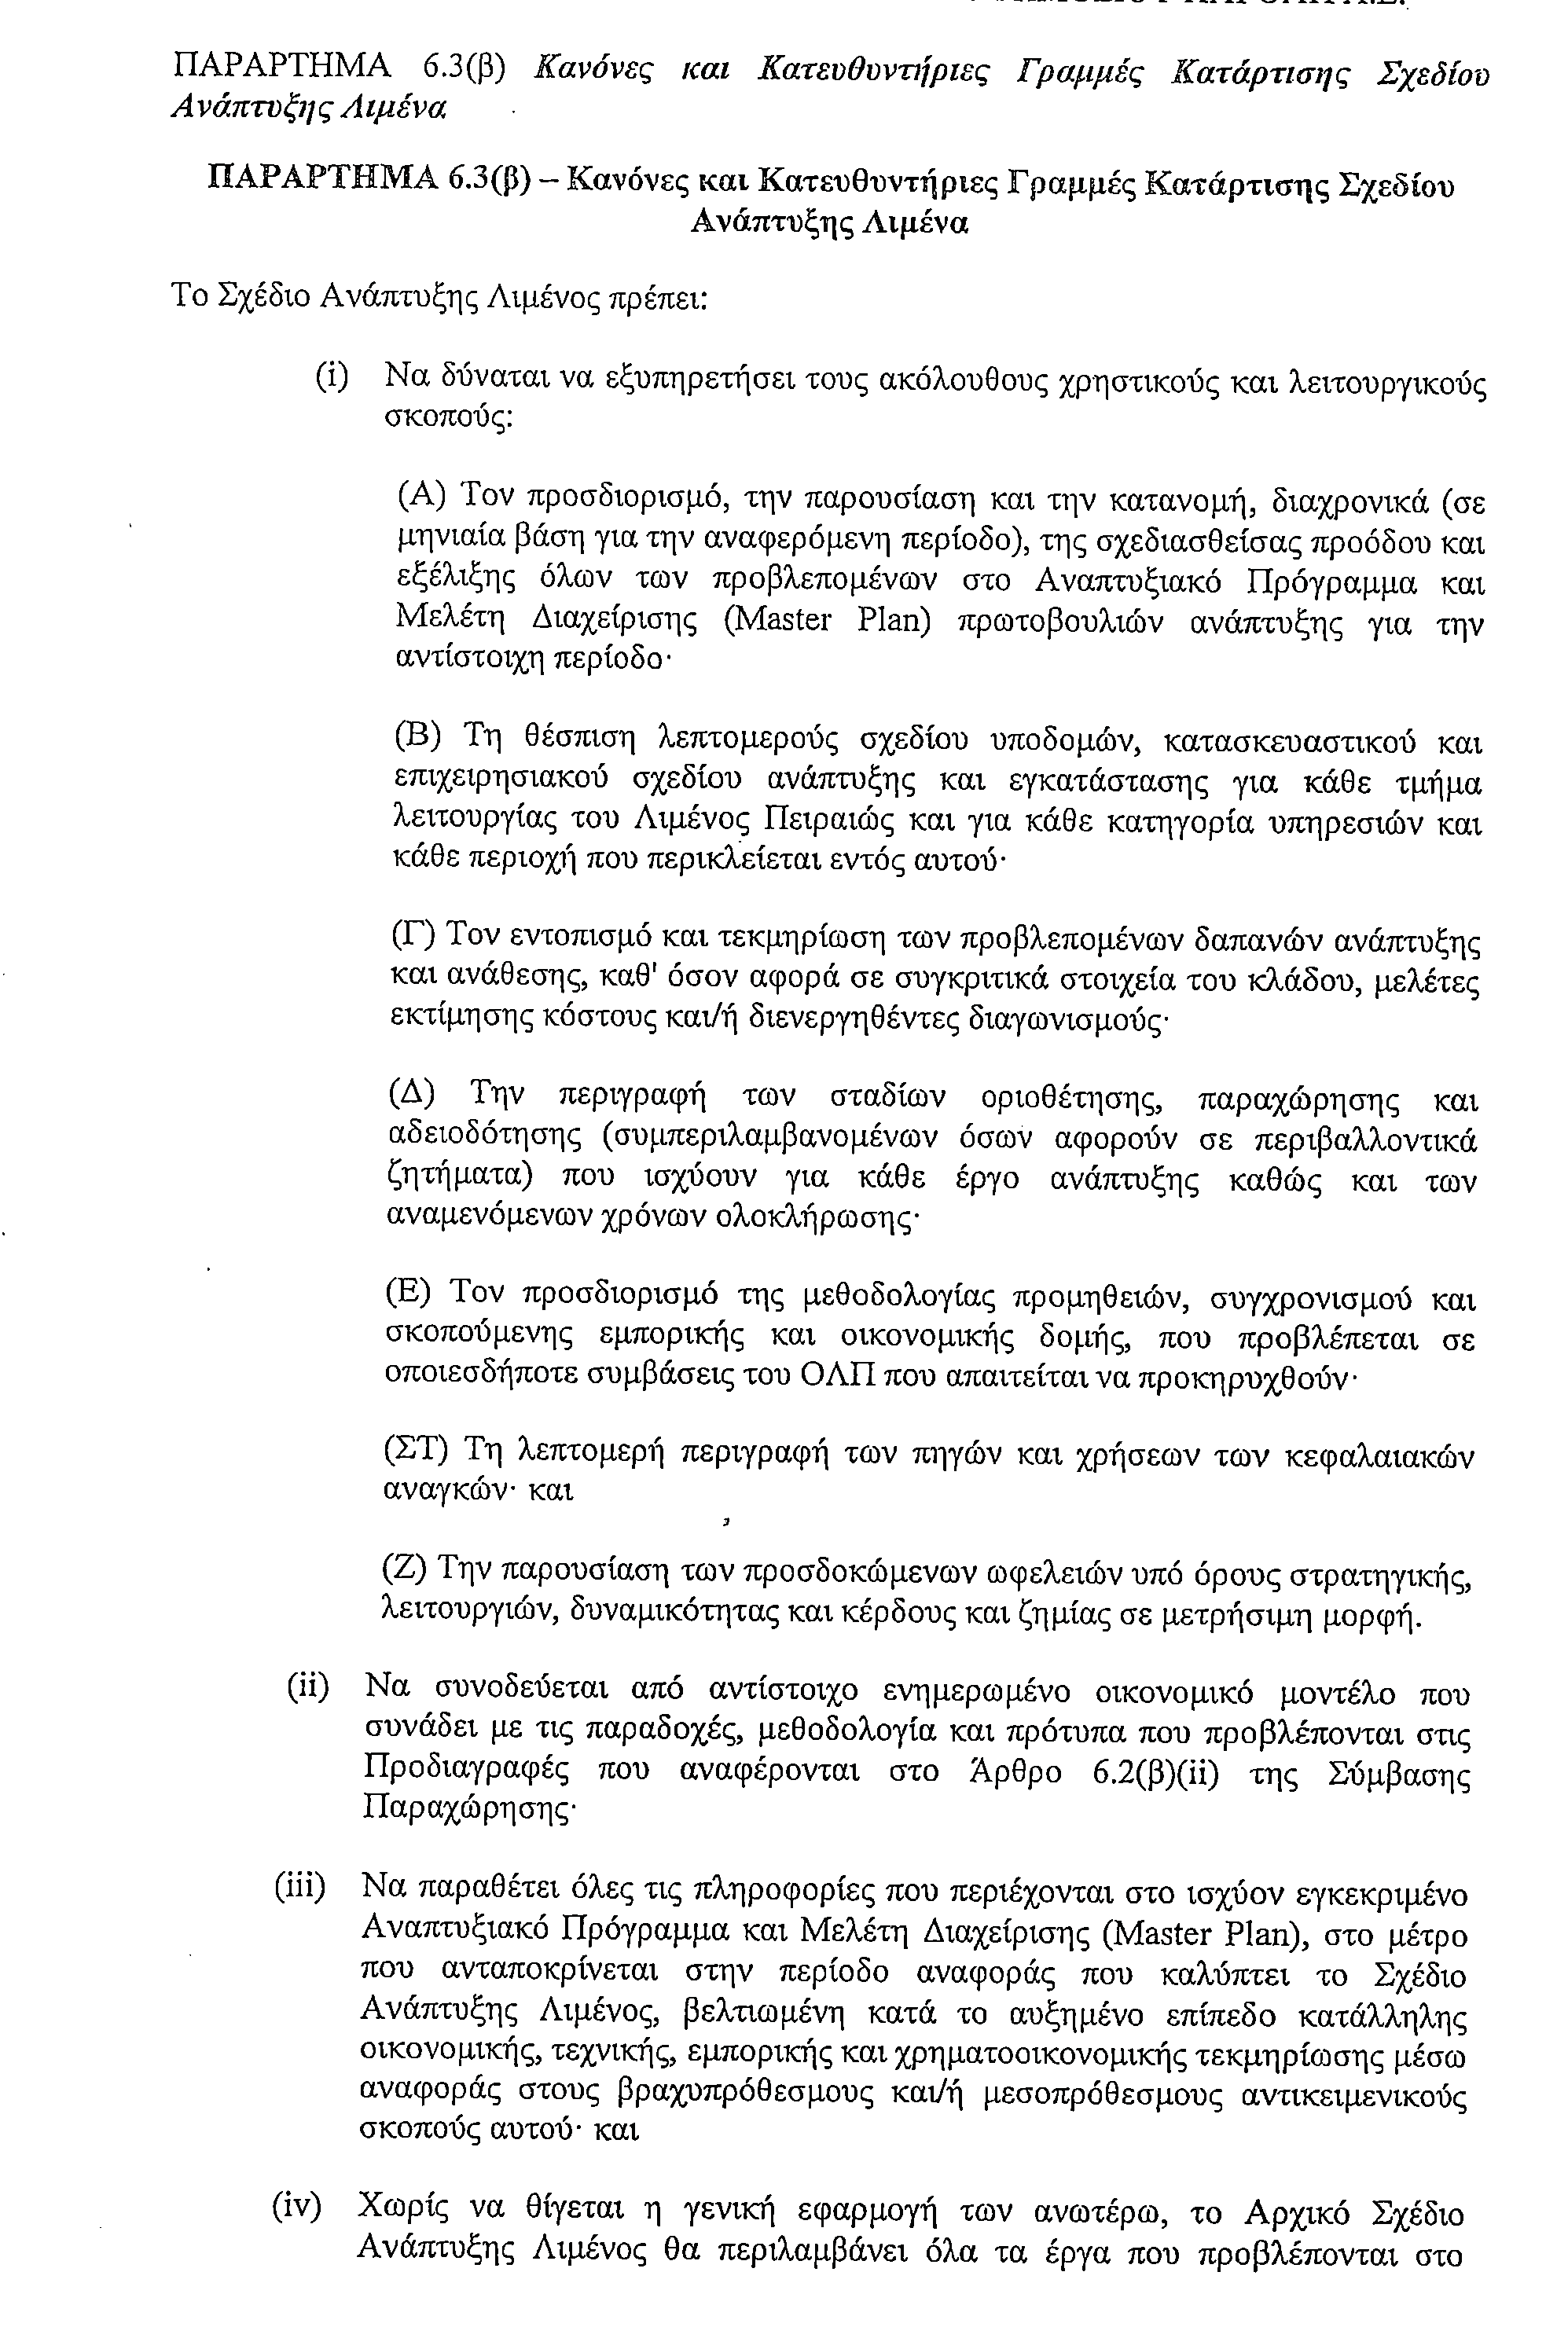 ΠΑΡΑΡΤΗΜΑ 6.3(β) Κανόνες και Κατευθυντήριες Γραμμές Κατάρτισης Σχεδίου
Ανάπτυξης Λιμένα
ΠΑΡΑΡΤΗΜΑ 6.3(β) – Κανόνες και Κατευθυντήριες Γραμμές Κατάρτισης Σχεδίου
Ανάπτυξης Λιμένα
Το Σχέδιο Ανάπτυξης Λιμένος πρέπει:
(i) Να δύναται να εξυπηρετήσει τους ακόλουθους χρηστικούς και λειτουργικούς
σκοπούς:
(Α) Τον προσδιορισμό, την παρουσίαση και την κατανομή, διαχρονικά (σε
μηνιαία βάση για την αναφερόμενη περίοδο), της σχεδιασθείσας προόδου και
εξέλιξης όλων των προβλεπομένων στο Αναπτυξιακό Πρόγραμμα και
Μελέτη Διαχείρισης (Master Plan) πρωτοβουλιών ανάπτυξης για την
αντίστοιχη περίοδο·
(Β) Τη θέσπιση λεπτομερούς σχεδίου υποδομών, κατασκευαστικού και
επιχειρησιακού σχεδίου ανάπτυξης και εγκατάστασης για κάθε τμήμα
λειτουργίας του Λιμένος Πειραιώς και για κάθε κατηγορία υπηρεσιών και
κάθε περιοχή που περικλείεται εντός αυτού·
(Γ) Τον εντοπισμό και τεκμηρίωση των προβλεπομένων δαπανών ανάπτυξης
και ανάθεσης, καθ' όσον αφορά σε συγκριτικά στοιχεία του κλάδου, μελέτες
εκτίμησης κόστους και/ή διενεργηθέντες διαγωνισμούς·
(Δ) Την περιγραφή των σταδίων οριοθέτησης, παραχώρησης και
αδειοδότησης (συμπεριλαμβανομένων όσων αφορούν σε περιβαλλοντικά
ζητήματα) που ισχύουν για κάθε έργο ανάπτυξης καθώς και των
αναμενόμενων χρόνων ολοκλήρωσης·
(Ε) Τον προσδιορισμό της μεθοδολογίας προμηθειών, συγχρονισμού και
σκοπούμενης εμπορικής και οικονομικής δομής, που προβλέπεται σε
οποιεσδήποτε συμβάσεις του ΟΛΠ που απαιτείται να προκηρυχθούν·
(ΣΤ) Τη λεπτομερή περιγραφή των πηγών και χρήσεων των κεφαλαιακών
αναγκών· και
(Ζ) Την παρουσίαση των προσδοκώμενων ωφελειών υπό όρους στρατηγικής,
λειτουργιών, δυναμικότητας και κέρδους και ζημίας σε μετρήσιμη μορφή.
(ii) Να συνοδεύεται από αντίστοιχο ενημερωμένο οικονομικό μοντέλο που
συνάδει με τις παραδοχές, μεθοδολογία και πρότυπα που προβλέπονται στις
Προδιαγραφές που αναφέρονται στο Άρθρο 6.2(β)(ii) της Σύμβασης
Παραχώρησης·
(iii) Να παραθέτει όλες τις πληροφορίες που περιέχονται στο ισχύον εγκεκριμένο
Αναπτυξιακό Πρόγραμμα και Μελέτη Διαχείρισης (Master Plan), στο μέτρο
που ανταποκρίνεται στην περίοδο αναφοράς που καλύπτει το Σχέδιο
Ανάπτυξης Λιμένος, βελτιωμένη κατά το αυξημένο επίπεδο κατάλληλης
οικονομικής, τεχνικής, εμπορικής και χρηματοοικονομικής τεκμηρίωσης μέσω
αναφοράς στους βραχυπρόθεσμους και/ή μεσοπρόθεσμους αντικειμενικούς
σκοπούς αυτού· και
(iv) Χωρίς να θίγεται η γενική εφαρμογή των ανωτέρω, το Αρχικό Σχέδιο
Ανάπτυξης Λιμένος θα περιλαμβάνει όλα τα έργα που προβλέπονται στο